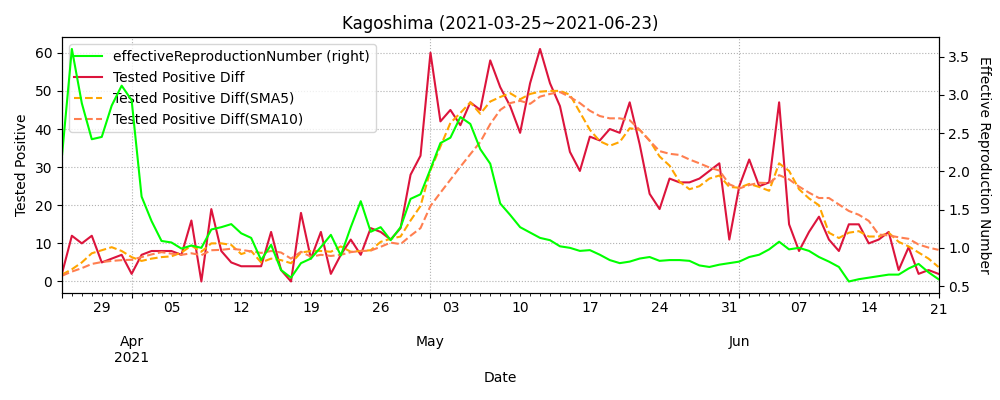 Kagoshima (2021-03-25~2021-06-23)
effectiveReproductionNumber (right)
Tested Positive Diff
Tested Positive Diff(SMA5)
Tested Positive Diff(SMA10)
Tested Positive
60
50
40
30
20
10
0
3.5
3.0
2.5
2.0
1.5
1.0
0.5
Effective Reproduction Number
29 05 12 19 26 03 10 17 24 31 07 14 21
Apr May Jun
2021
Date